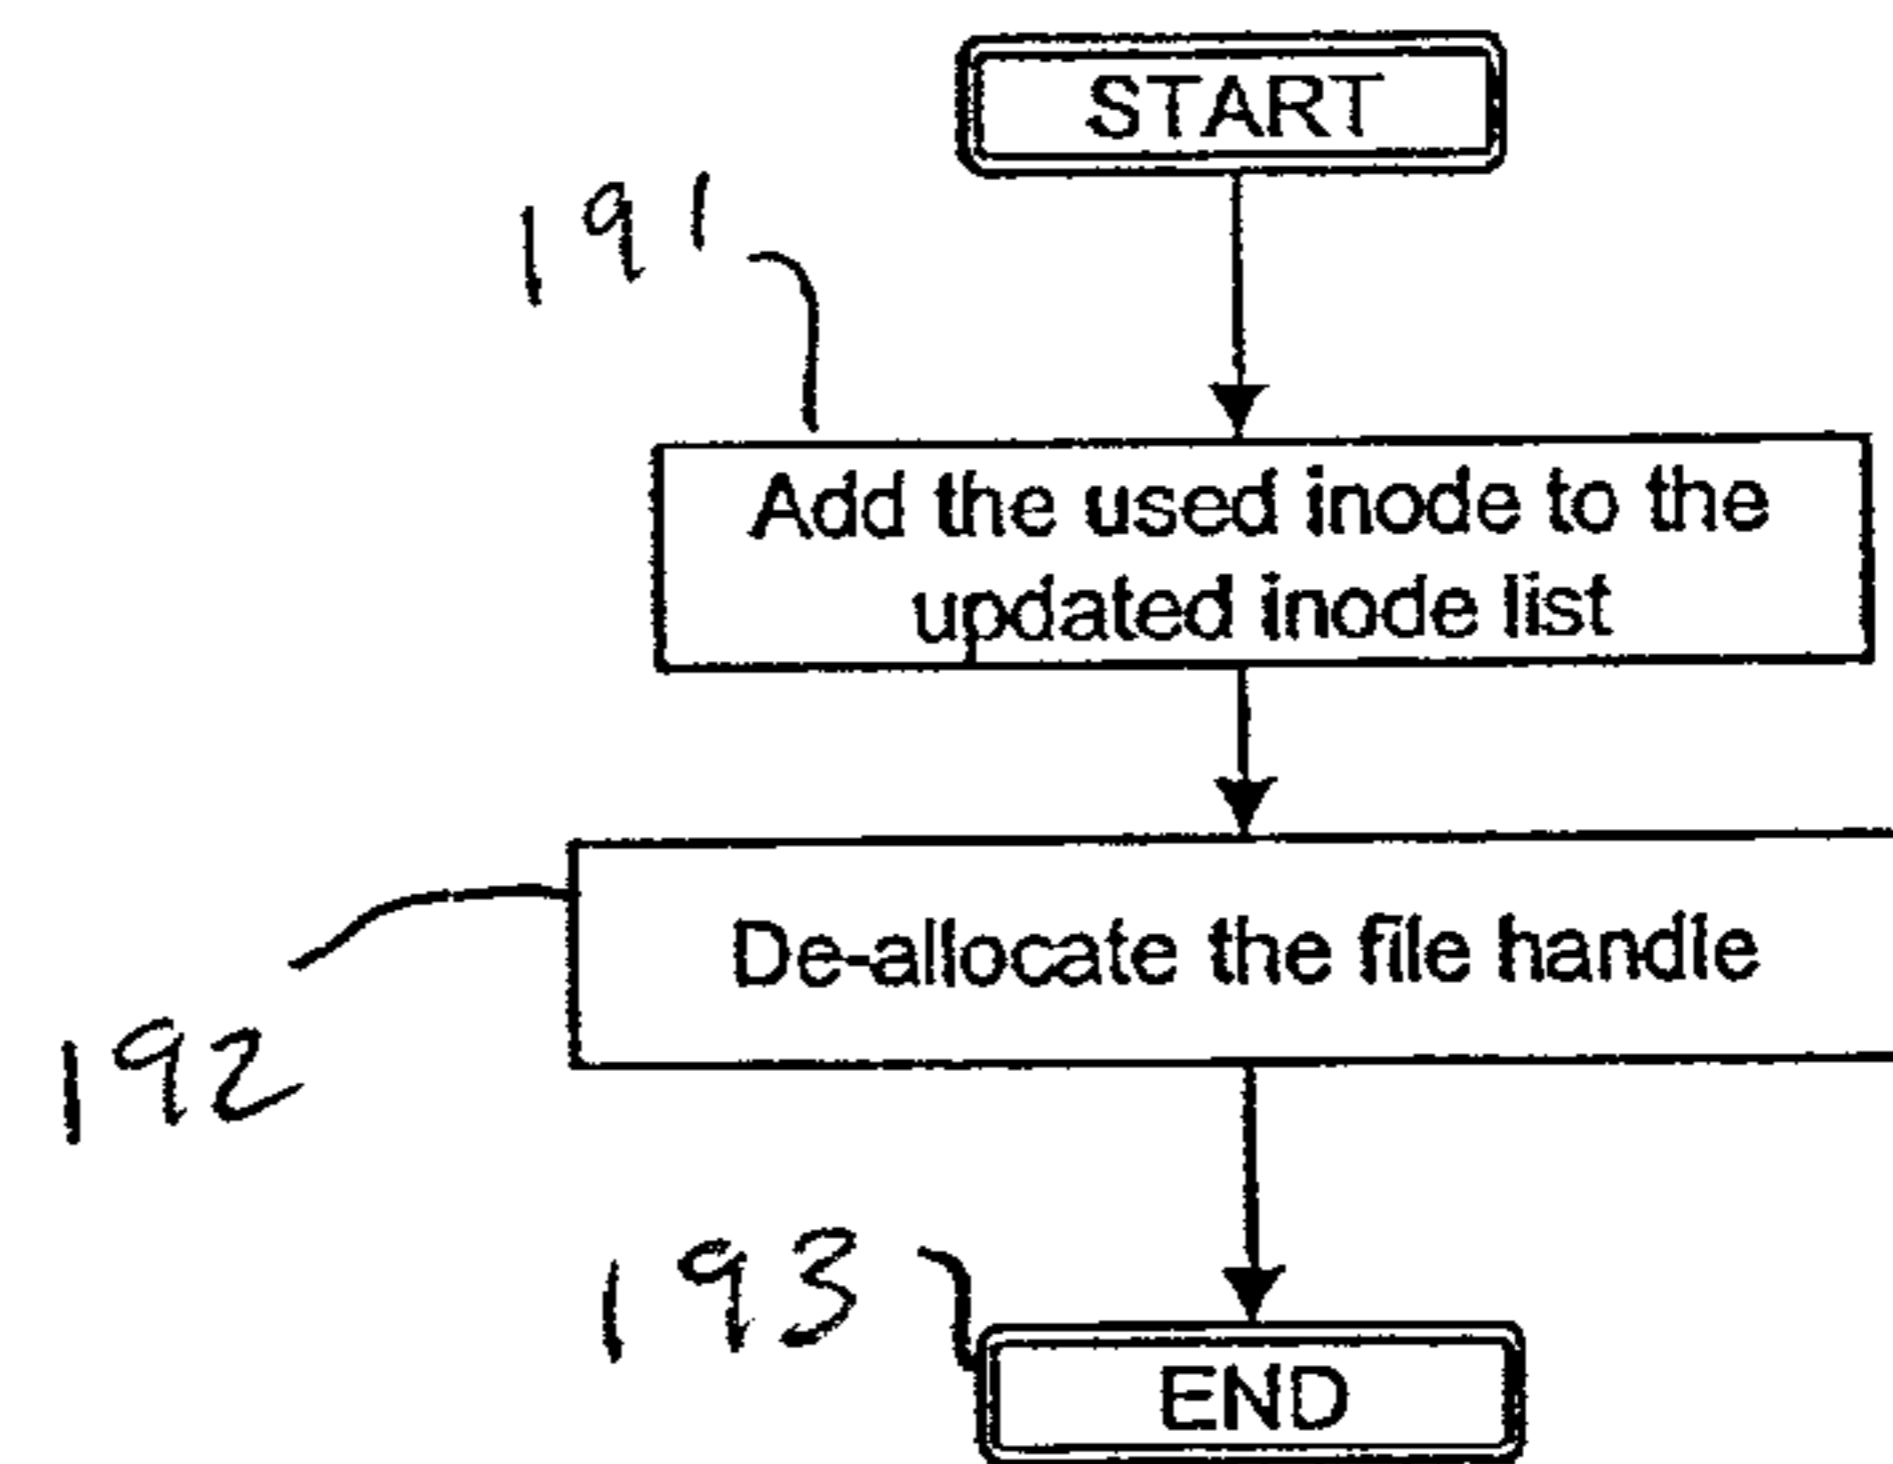 START
191
Add the used inode to the
updated inode list
De-allocate the file handle
192
193
END